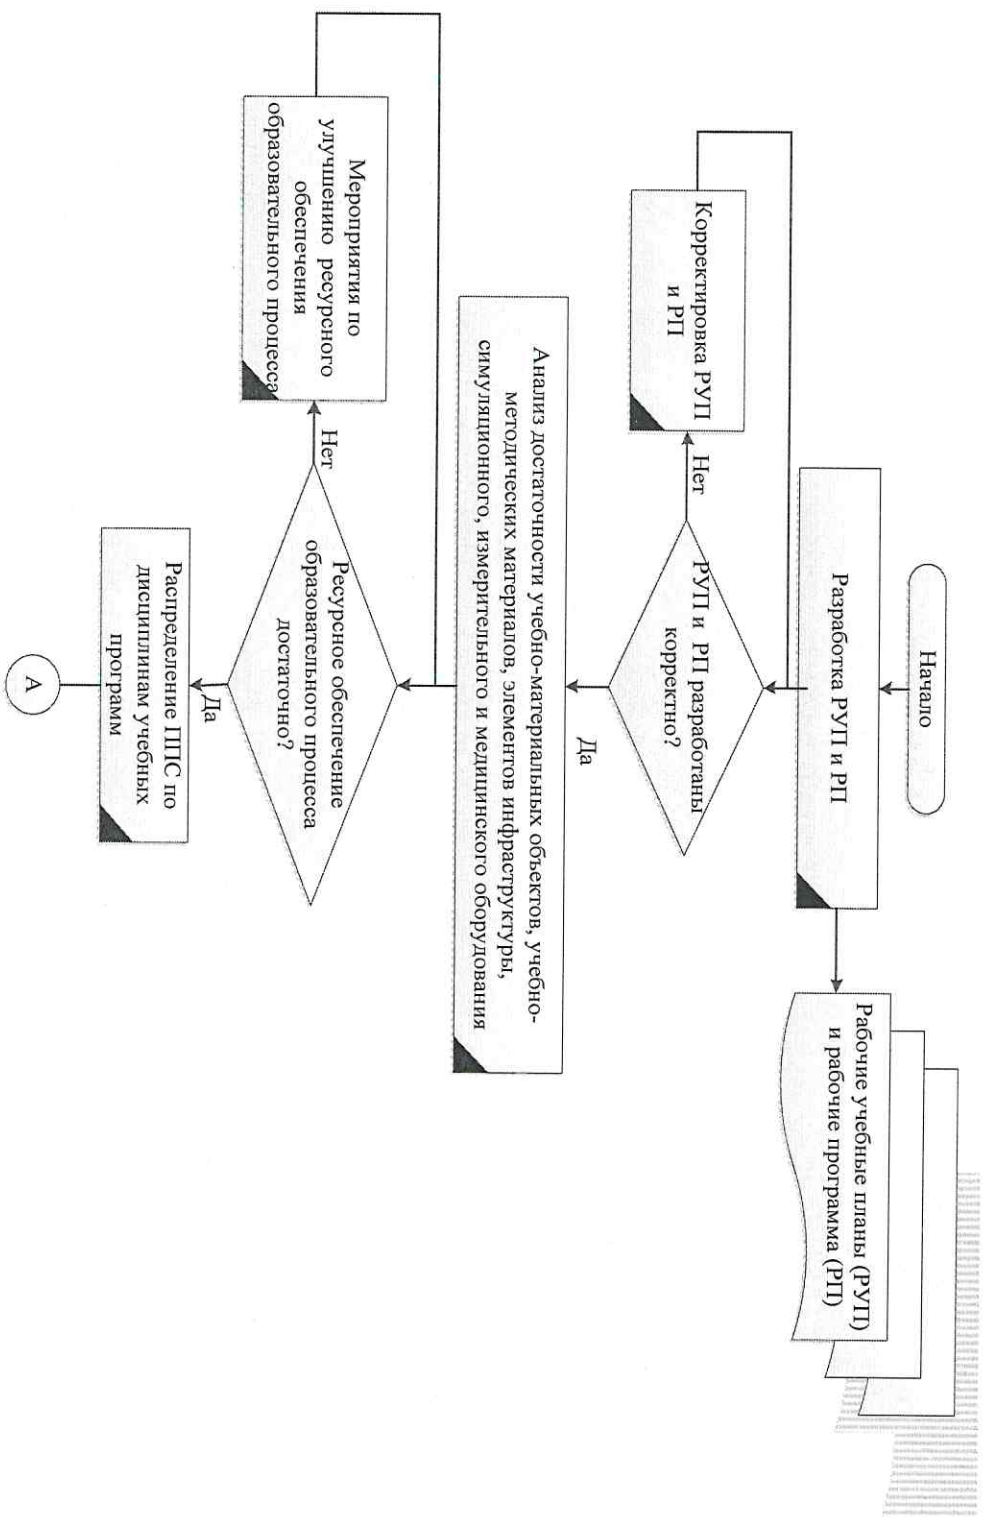 Начало
Разработка РУП и РП
Рабочие учебные планы (РУП)
и рабочие программа (РП)
РУП и РП разработаны
корректно?
Нет
Корректировка РУП
и РП
Да
Анализ достаточности учебно-материальных объектов, учебно-
методических материалов, элементов инфраструктуры,
симуляционного, измерительного и медицинского оборудования
Ресурсное обеспечение
образовательного процесса
достаточно?
Нет
Мероприятия по
улучшению ресурсного
обеспечения
образовательного процесса
Да
Распределение ППС по
дисциплинам учебных
программ
А